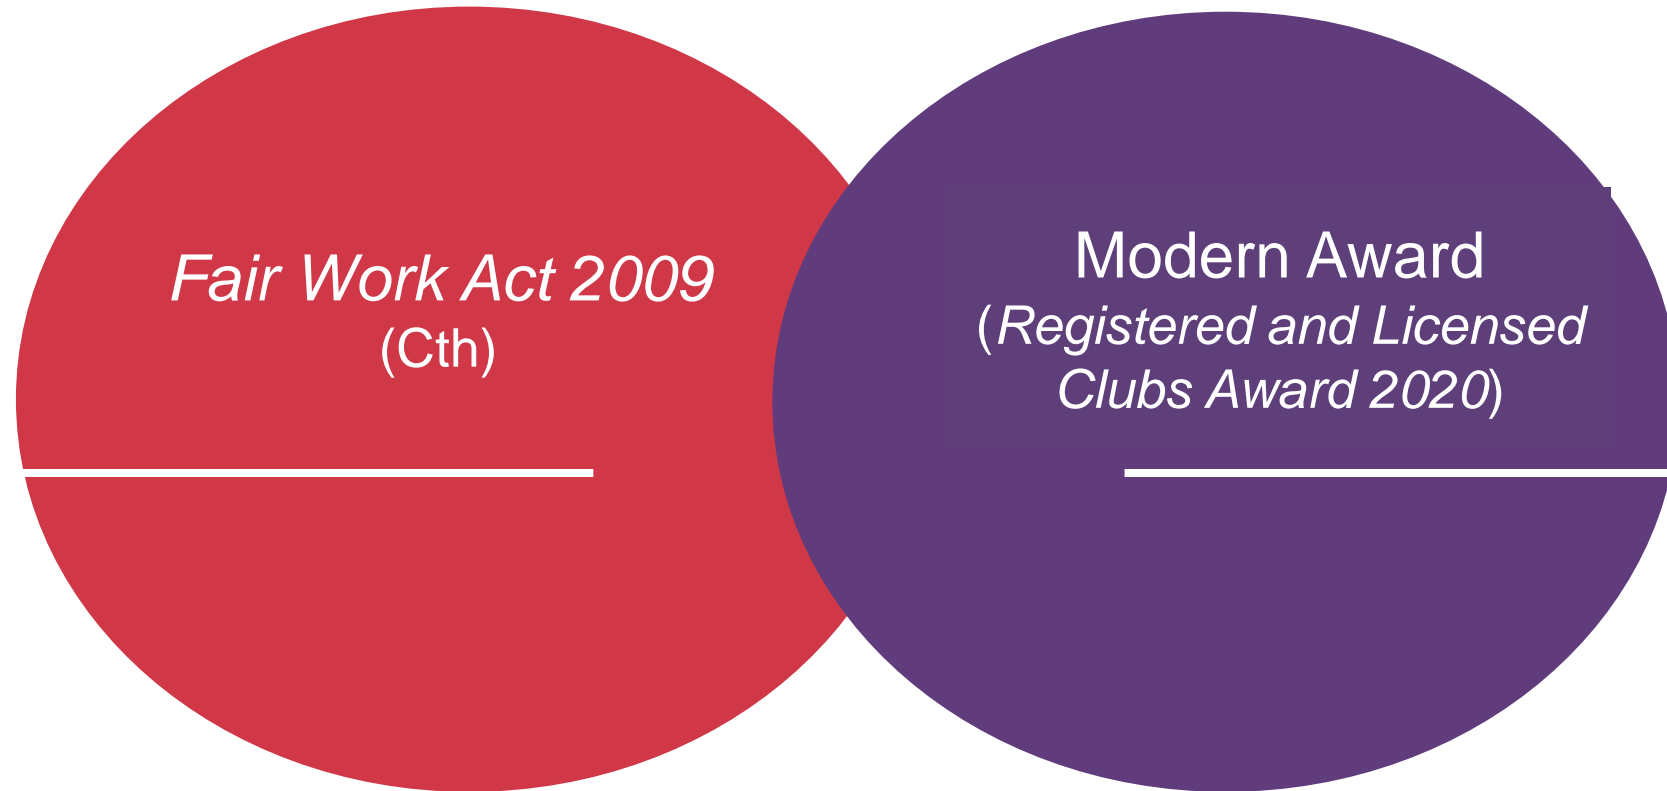 Fair Work Act 2009
(Cth)
Modern Award
(Registered and Licensed
Clubs Award 2020)